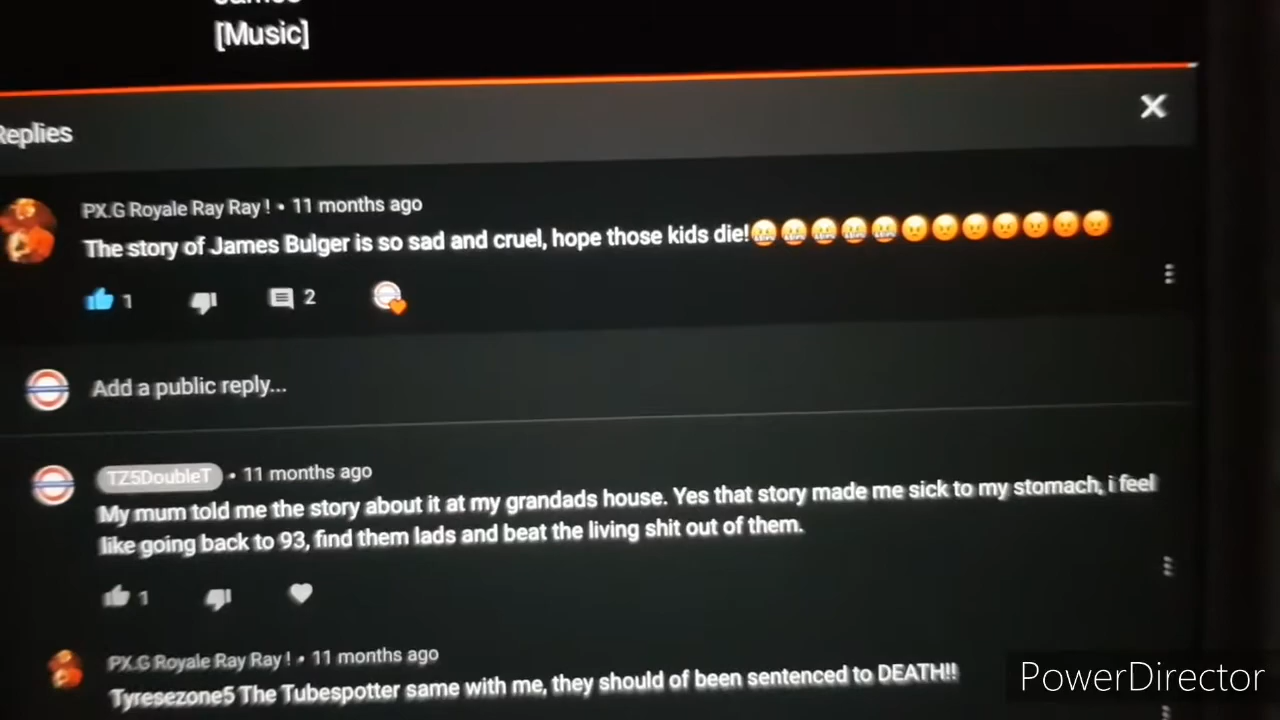 [Music]
Replies
PX.G Royale Ray Ray ! • 11 months ago
The story of James Bulger is so sad and cruel, hope those kids die!🤬🤬🤬🤬🤬😠😠😠😠😠😠😠
1
2
Add a public reply...
TZ5DoubleT • 11 months ago
My mum told me the story about it at my grandads house. Yes that story made me sick to my stomach, i feel
like going back to 93, find them lads and beat the living shit out of them.
1
PX.G Royale Ray Ray ! • 11 months ago
Tyresezone5 The Tubespotter same with me, they should of been sentenced to DEATH!!
PowerDirector